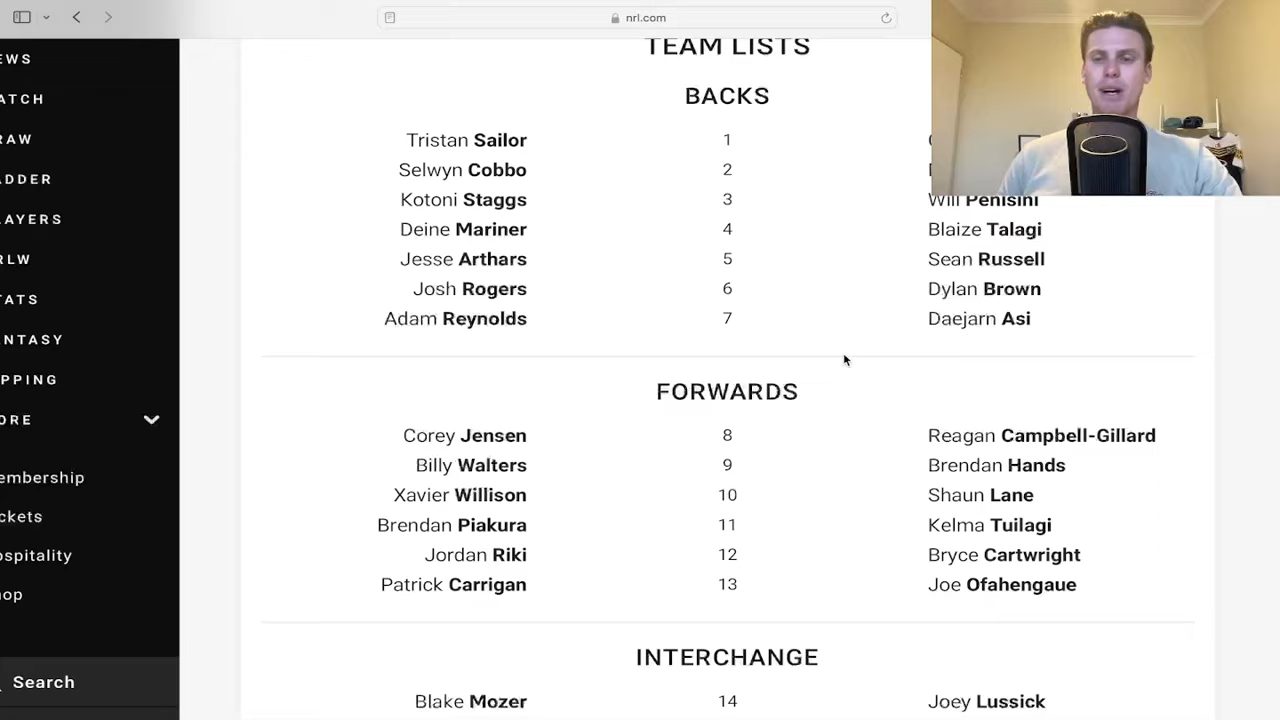 nrl.com
EWS
ATCH
RAW
ADDER
LAYERS
RLW
TATS
ANTASY
PPING
ORE
embership
ckets
ospitality
hop
Search
TEAM LISTS
BACKS
Tristan Sailor 1
Selwyn Cobbo 2
Kotoni Staggs 3 Will Penisini
Deine Mariner 4 Blaize Talagi
Jesse Arthars 5 Sean Russell
Josh Rogers 6 Dylan Brown
Adam Reynolds 7 Daejarn Asi
FORWARDS
Corey Jensen 8 Reagan Campbell-Gillard
Billy Walters 9 Brendan Hands
Xavier Willison 10 Shaun Lane
Brendan Piakura 11 Kelma Tuilagi
Jordan Riki 12 Bryce Cartwright
Patrick Carrigan 13 Joe Ofahengaue
INTERCHANGE
Blake Mozer 14 Joey Lussick